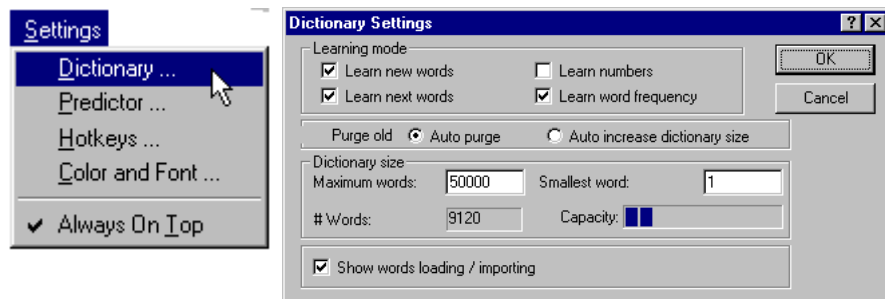 Settings
Dictionary ...
Predictor ...
Hotkeys ...
Color and Font ...
Always On Top
Dictionary Settings
Learning mode
Learn new words
Learn numbers
Learn next words
Learn word frequency
OK
Cancel
Purge old Auto purge Auto increase dictionary size
Dictionary size
Maximum words: 50000 Smallest word: 1
# Words: 9120 Capacity:
Show words loading / importing